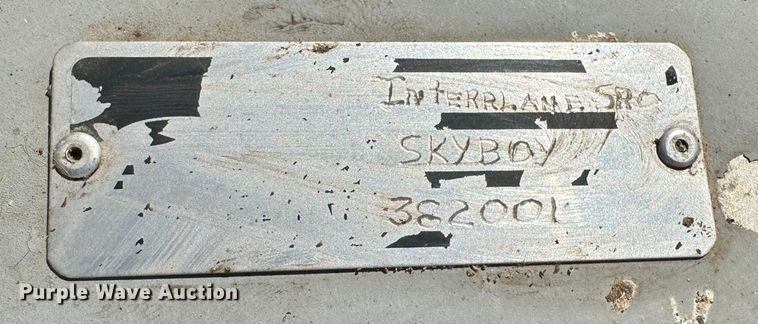 INTERPLANE SRO
SKYBOY
382001
Purple Wave Auction